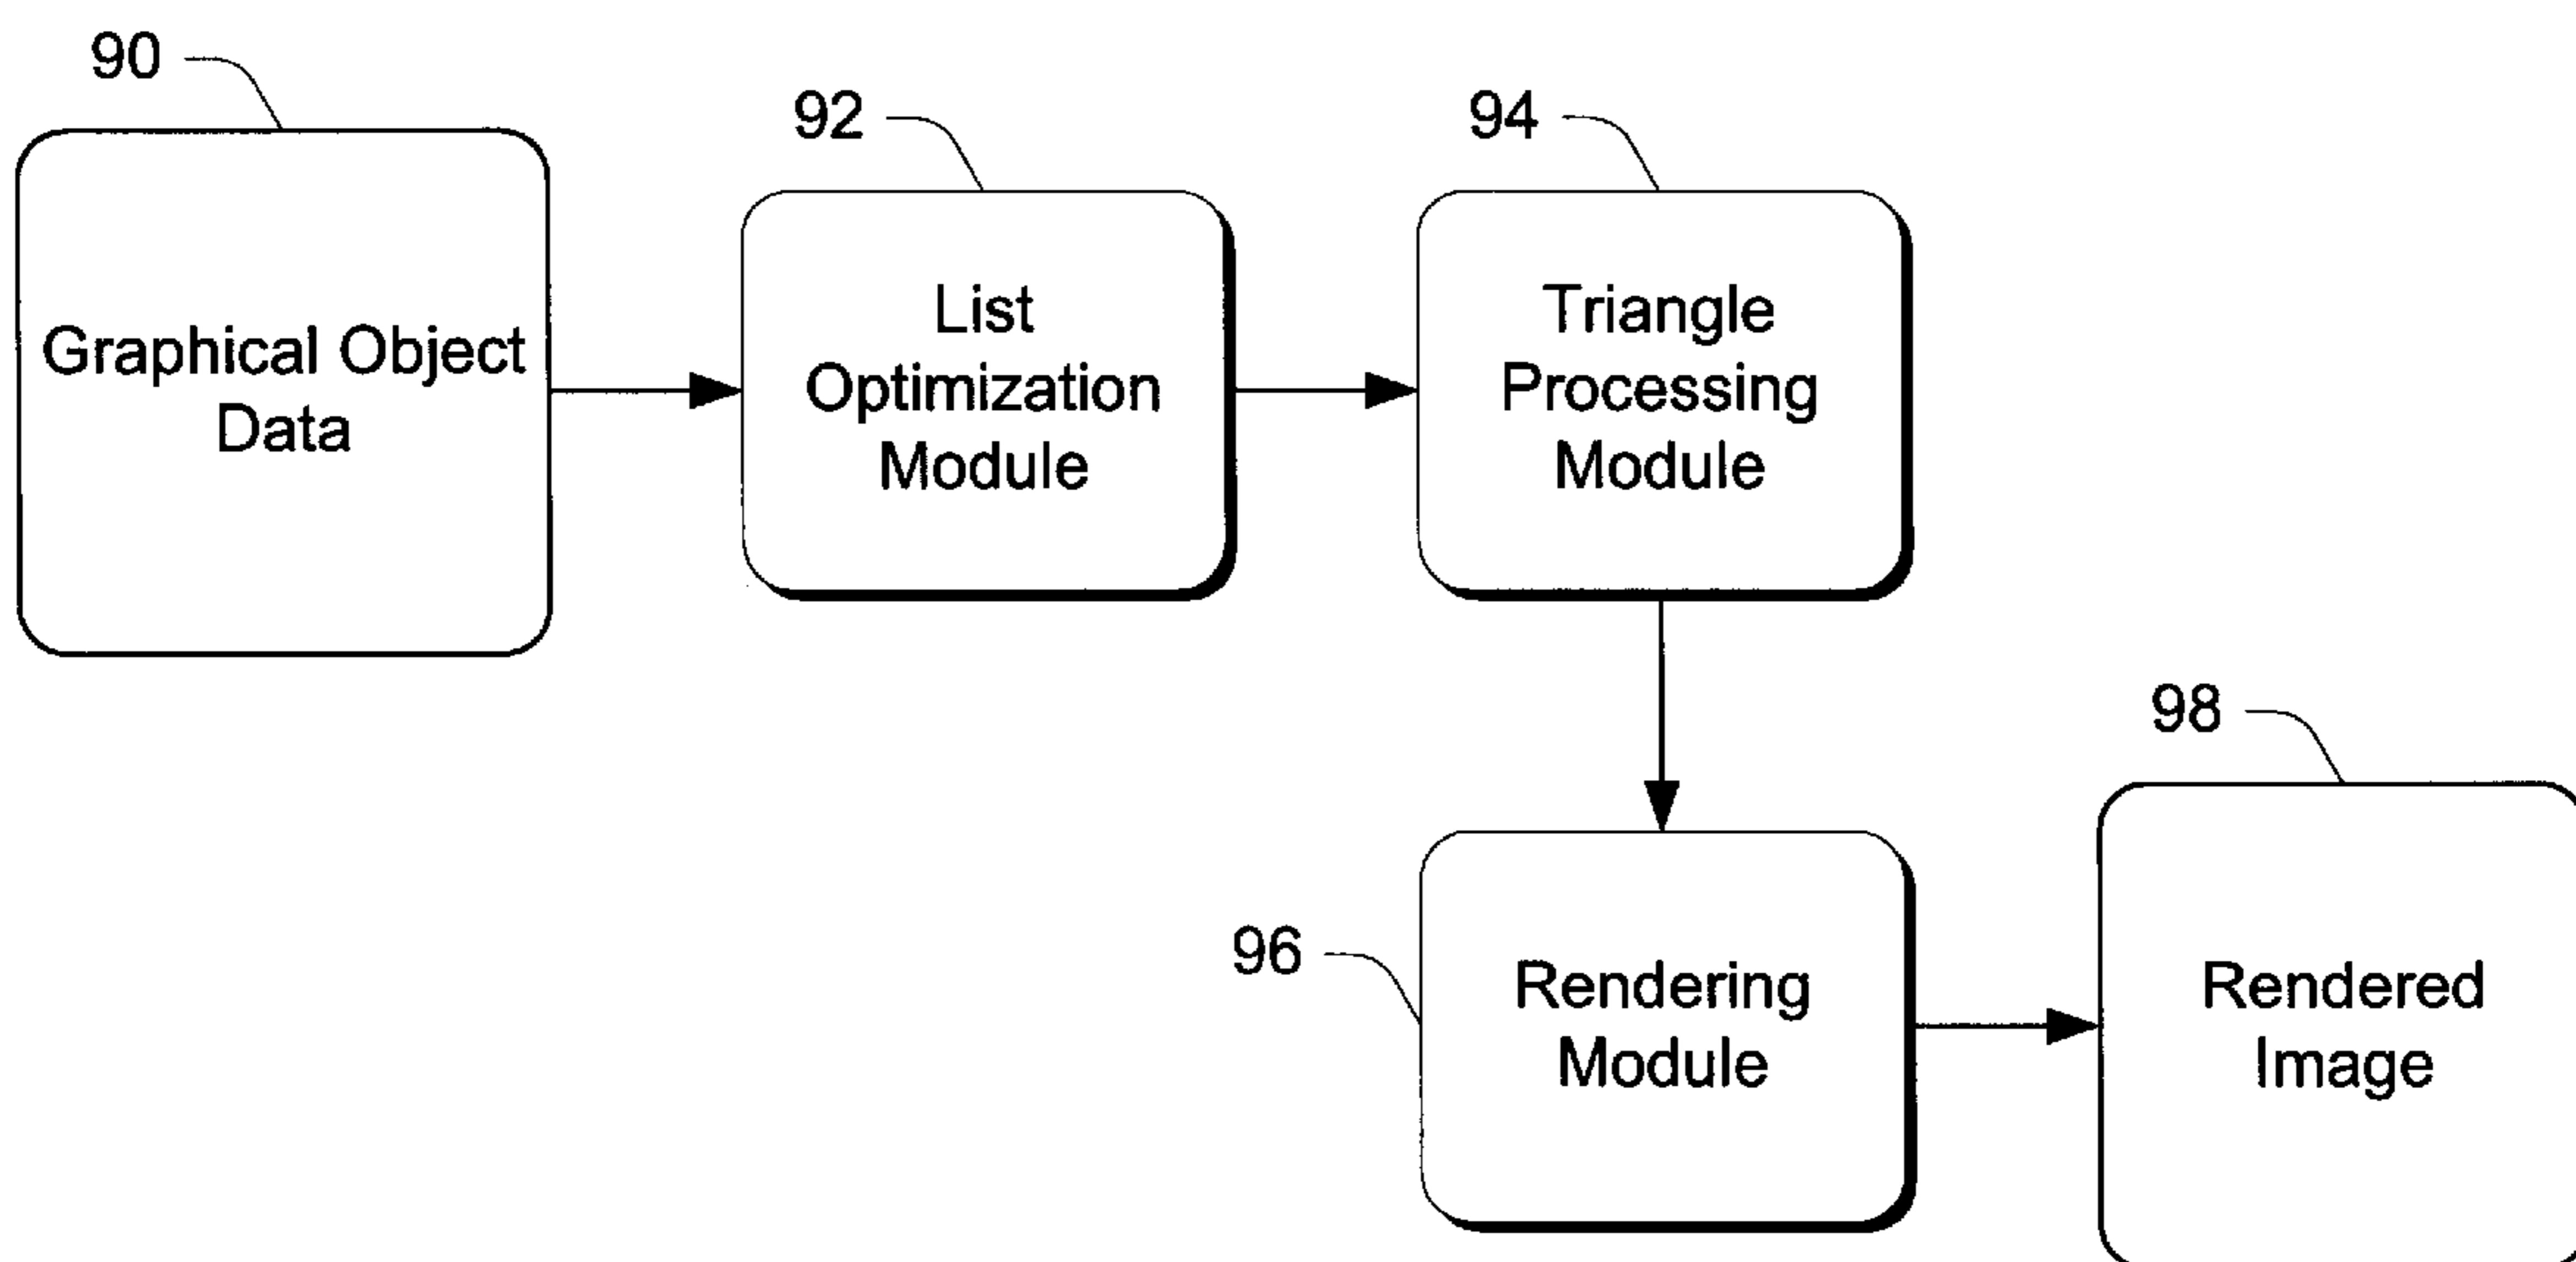 90
Graphical Object
Data
92
List
Optimization
Module
94
Triangle
Processing
Module
96
Rendering
Module
98
Rendered
Image